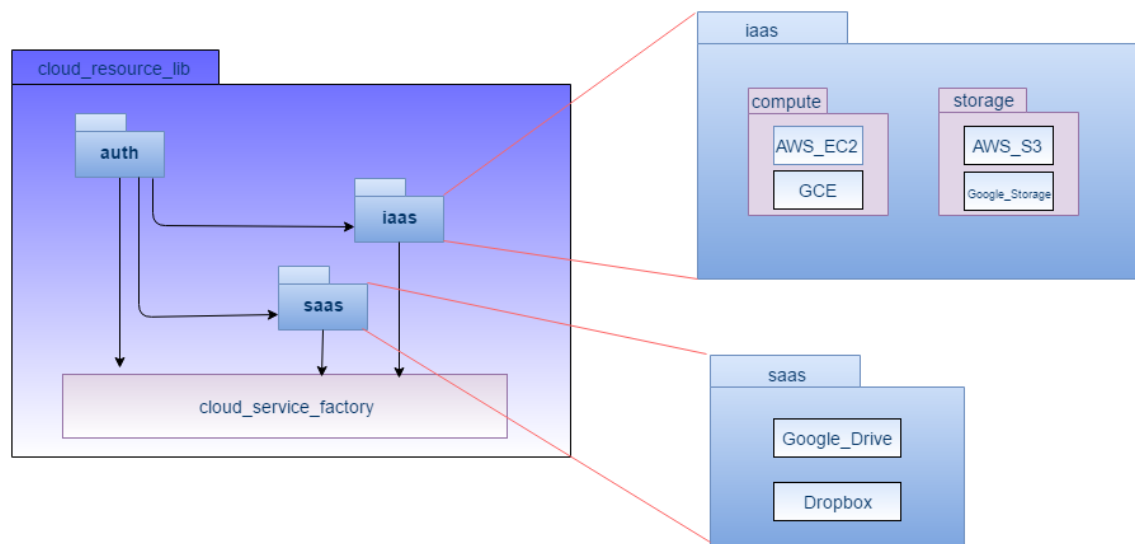 cloud_resource_lib
auth
iaas
saas
cloud_service_factory
iaas
compute
AWS_EC2
GCE
storage
AWS_S3
Google_Storage
saas
Google_Drive
Dropbox